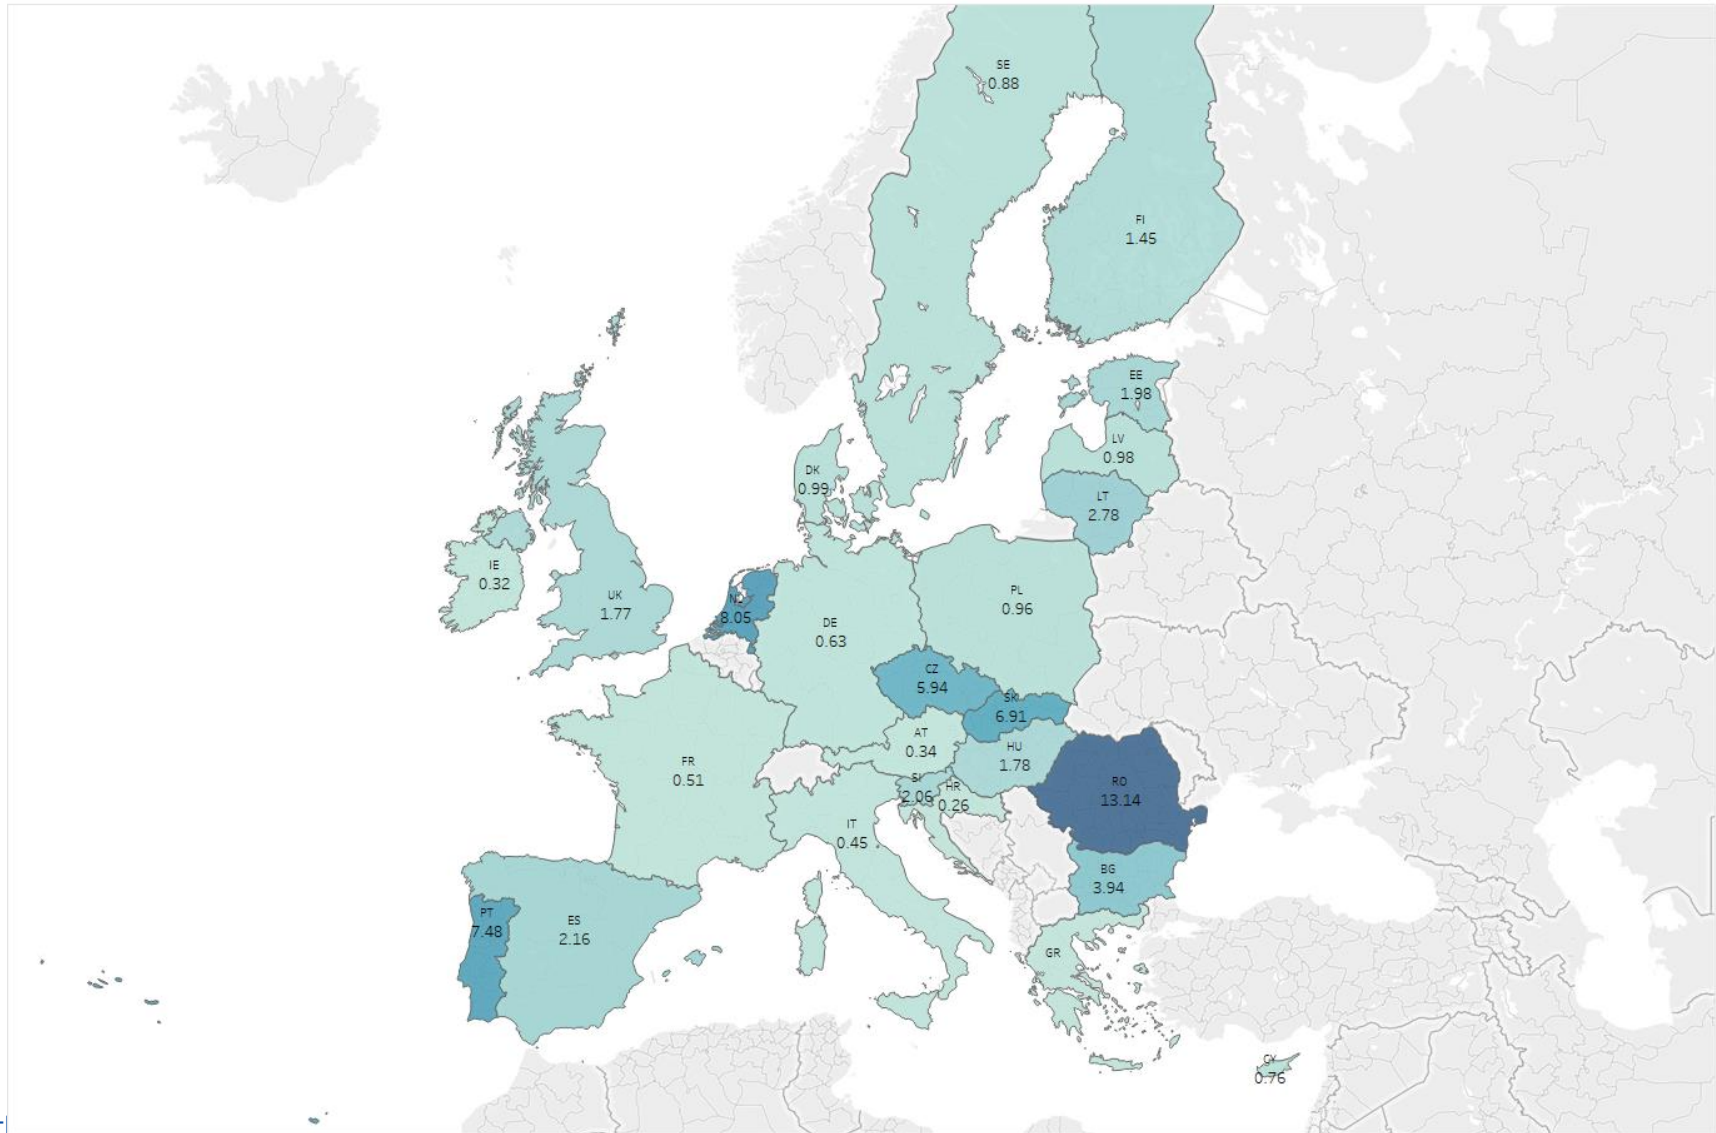 SE
0.88
FI
1.45
EE
1.98
LV
0.98
DK
0.99
LT
2.78
IE
0.32
UK
1.77
NL
8.05
PL
0.96
DE
0.63
CZ
5.94
SK
6.91
AT
0.34
HU
1.78
FR
0.51
SI
2.06
HR
0.26
RO
13.14
IT
0.45
BG
3.94
PT
7.48
ES
2.16
GR
CY
0.76